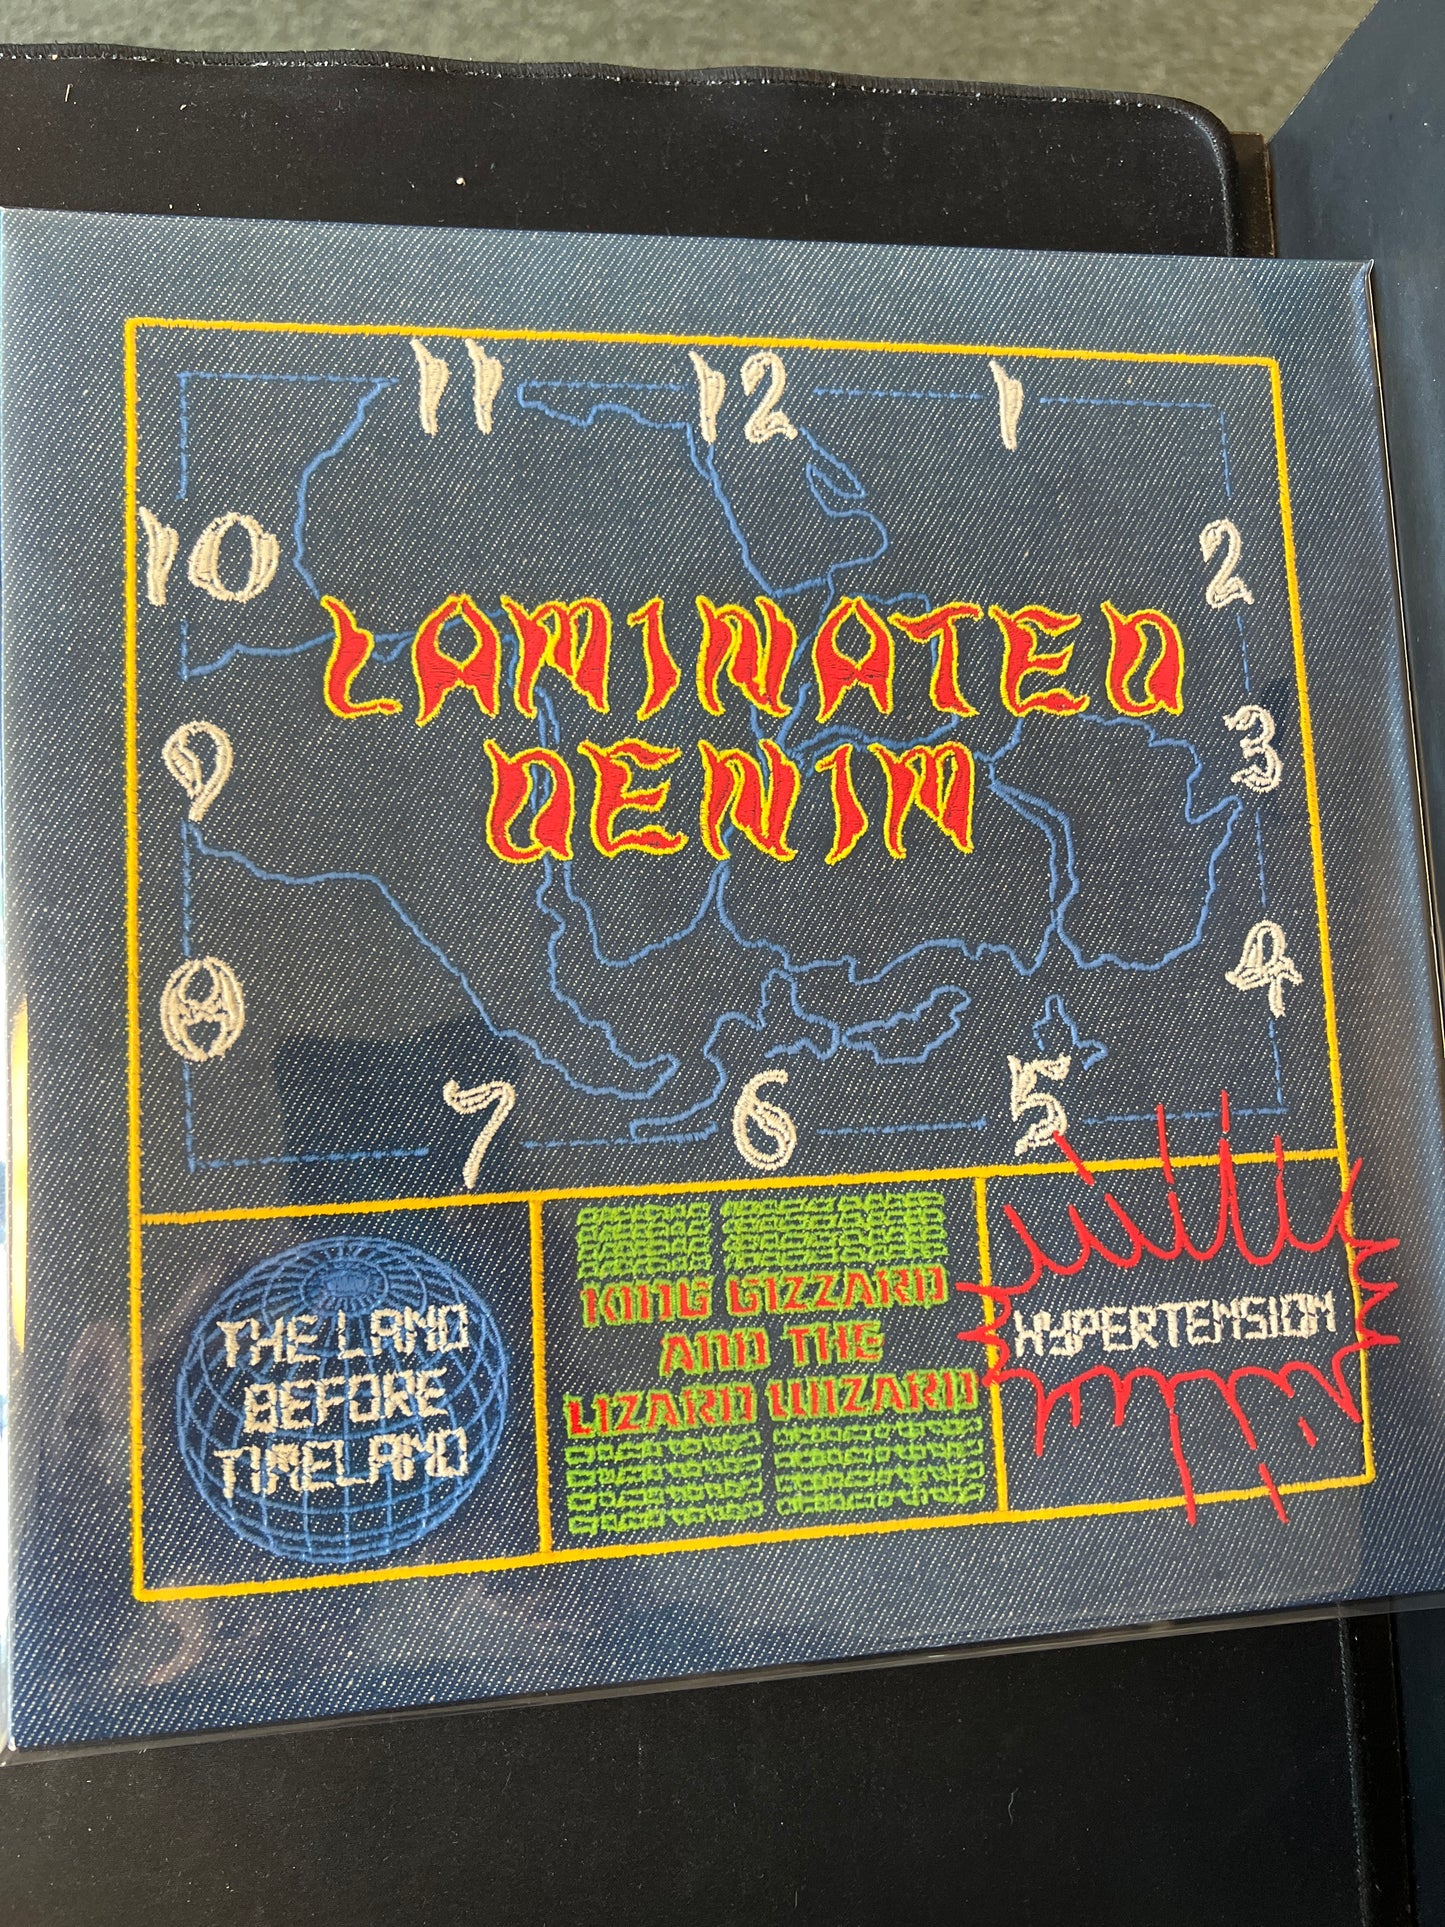 11 12 1
10 2
LAMINATED
DENIM
9 3
8 4
7 6 5
THE LAND
BEFORE
TIMELAND
KING GIZZARD
AND THE
LIZARD WIZARD
HYPERTENSION